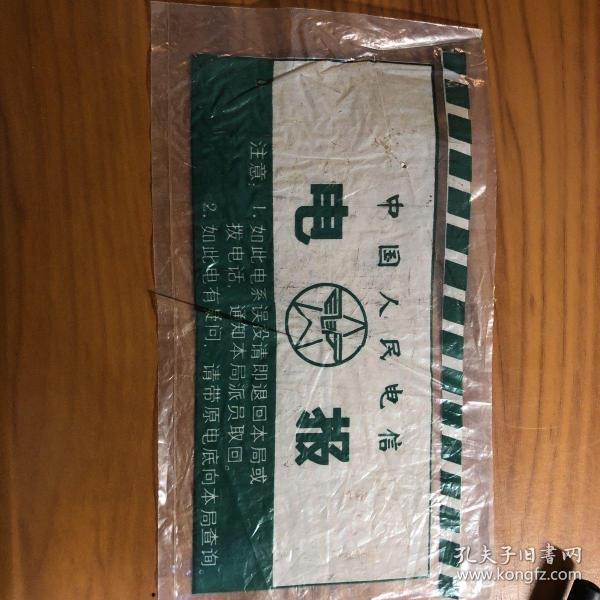 中国人民电信
电报
注意：1.如此电系误投请即退回本局或
拨电话，通知本局派员取回。
2.如此电有疑问，请带原电底向本局查询。
孔夫子旧書网
www.kongfz.com